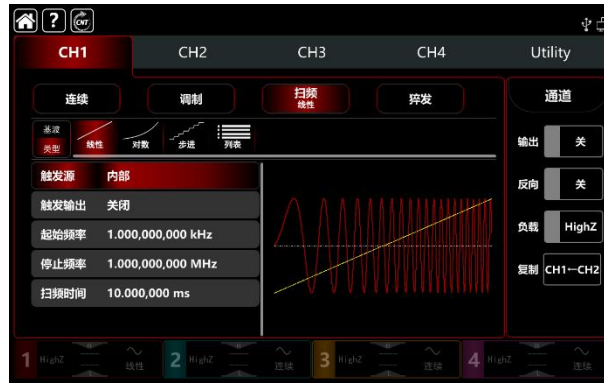 ? CNT
CH1 CH2 CH3 CH4 Utility
连续 调制 扫频 猝发 通道
线性
基波
类型 线性 对数 步进 列表
输出 关
触发源 内部
反向 关
触发输出 关闭
起始频率 1.000,000,000 kHz
负载 HighZ
停止频率 1.000,000,000 MHz
复制 CH1←CH2
扫频时间 10.000,000 ms
1 HighZ 线性 2 HighZ 连续 3 HighZ 连续 4 HighZ 连续